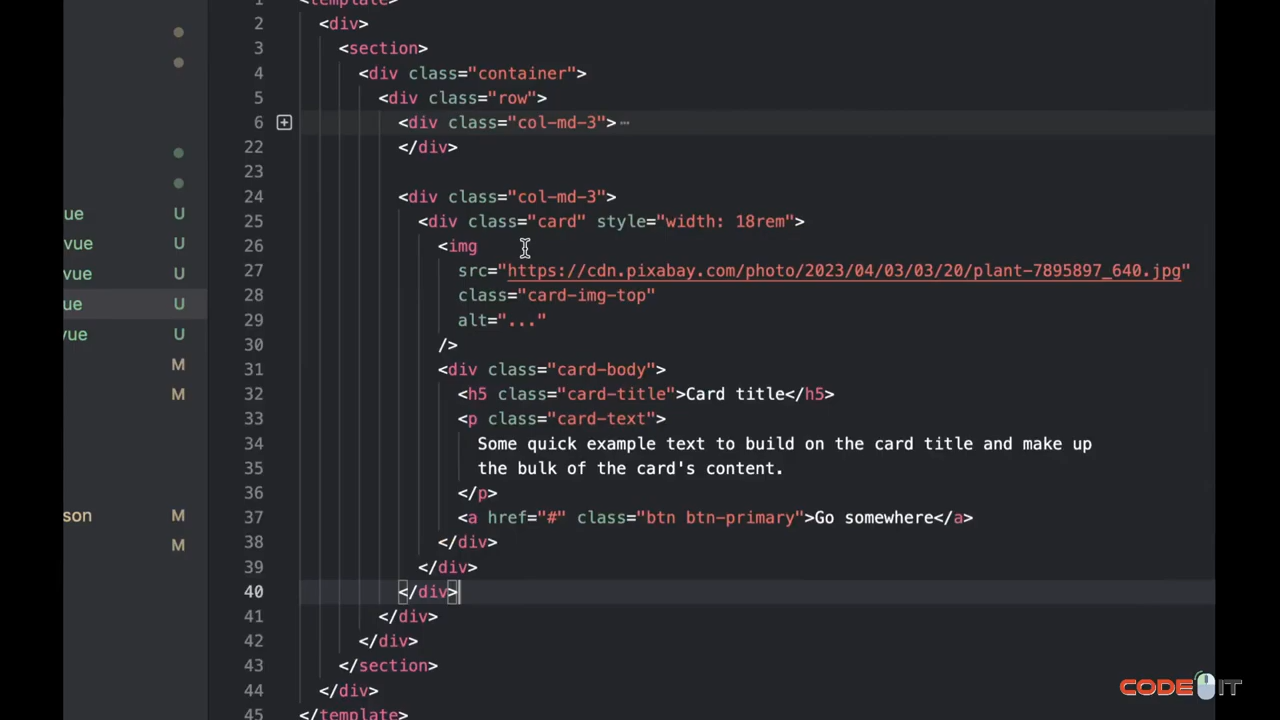 1 <template>
2 <div>
3 <section>
4 <div class="container">
5 <div class="row">
6 <div class="col-md-3"> ⋯
22 </div>
23
24 <div class="col-md-3">
25 <div class="card" style="width: 18rem">
26 <img
27 src="https://cdn.pixabay.com/photo/2023/04/03/03/20/plant-7895897_640.jpg"
28 class="card-img-top"
29 alt="..."
30 />
31 <div class="card-body">
32 <h5 class="card-title">Card title</h5>
33 <p class="card-text">
34 Some quick example text to build on the card title and make up
35 the bulk of the card's content.
36 </p>
37 <a href="#" class="btn btn-primary">Go somewhere</a>
38 </div>
39 </div>
40 </div>
41 </div>
42 </div>
43 </section>
44 </div>
45 </template>
ue U
vue U
vue U
ue U
vue U
M
M
son M
M
CODE IT